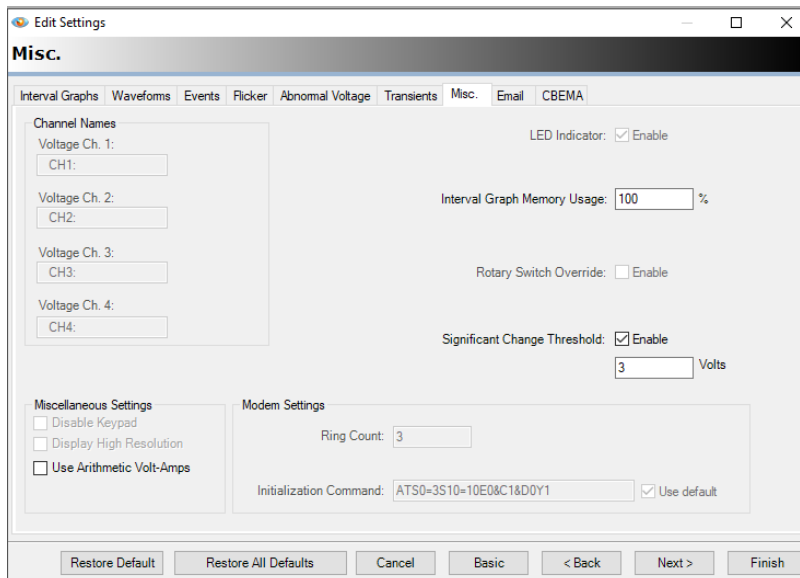 Edit Settings
Misc.
Interval Graphs Waveforms Events Flicker Abnormal Voltage Transients Misc. Email CBEMA
Channel Names
Voltage Ch. 1:
CH1:
Voltage Ch. 2:
CH2:
Voltage Ch. 3:
CH3:
Voltage Ch. 4:
CH4:
LED Indicator: Enable
Interval Graph Memory Usage: 100 %
Rotary Switch Override: Enable
Significant Change Threshold: Enable
3 Volts
Miscellaneous Settings
Disable Keypad
Display High Resolution
Use Arithmetic Volt-Amps
Modem Settings
Ring Count: 3
Initialization Command: ATS0=3S10=10E0&C1&D0Y1 Use default
Restore Default Restore All Defaults Cancel Basic < Back Next > Finish